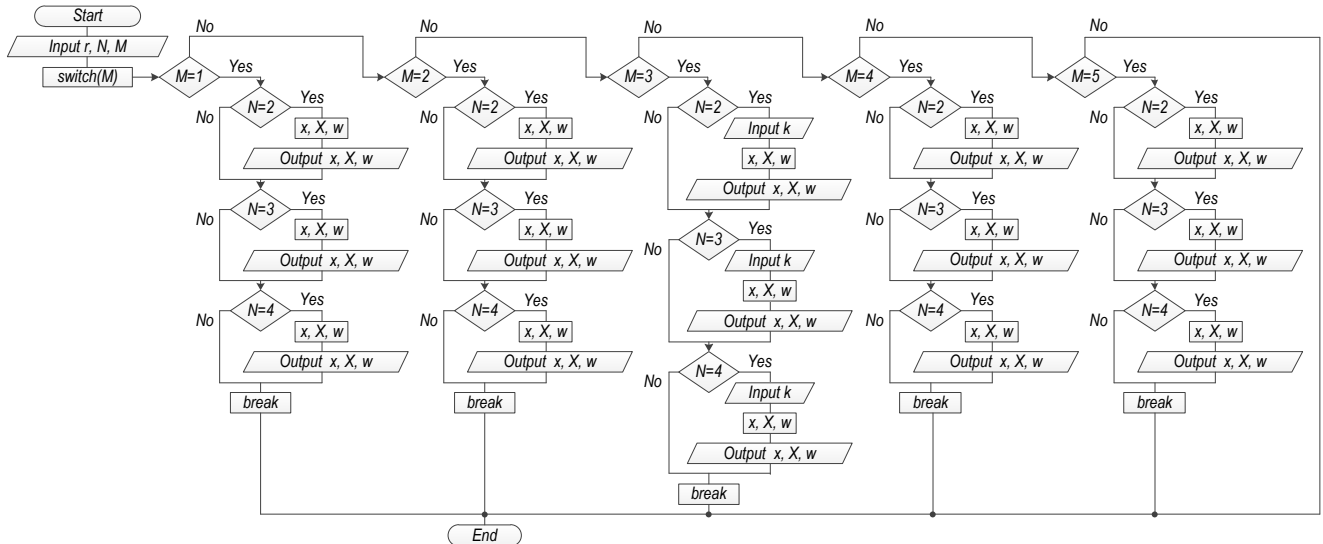 Start
Input r, N, M
switch(M)
No
M=1
Yes
N=2
Yes
No
x, X, w
Output x, X, w
N=3
Yes
No
x, X, w
Output x, X, w
N=4
Yes
No
x, X, w
Output x, X, w
break
No
M=2
Yes
N=2
Yes
No
x, X, w
Output x, X, w
N=3
Yes
No
x, X, w
Output x, X, w
N=4
Yes
No
x, X, w
Output x, X, w
break
No
M=3
Yes
N=2
Yes
No
Input k
x, X, w
Output x, X, w
N=3
Yes
No
Input k
x, X, w
Output x, X, w
N=4
Yes
No
Input k
x, X, w
Output x, X, w
break
No
M=4
Yes
N=2
Yes
No
x, X, w
Output x, X, w
N=3
Yes
No
x, X, w
Output x, X, w
N=4
Yes
No
x, X, w
Output x, X, w
break
No
M=5
Yes
No
N=2
Yes
No
x, X, w
Output x, X, w
N=3
Yes
No
x, X, w
Output x, X, w
N=4
Yes
No
x, X, w
Output x, X, w
break
End